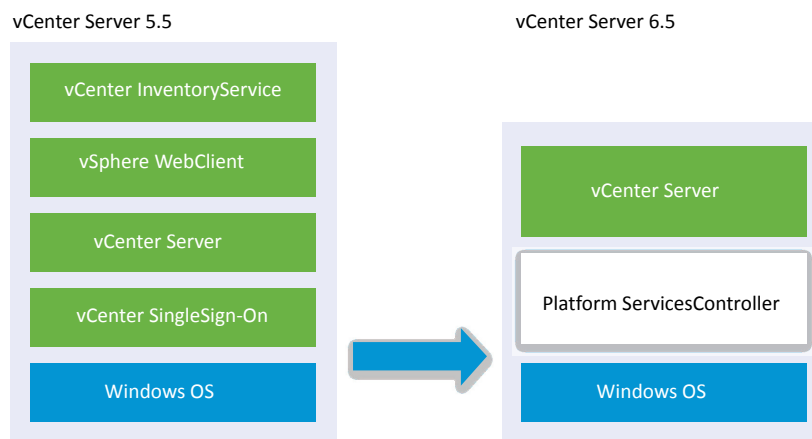 vCenter Server 5.5
vCenter InventoryService
vSphere WebClient
vCenter Server
vCenter SingleSign-On
Windows OS
vCenter Server 6.5
vCenter Server
Platform ServicesController
Windows OS